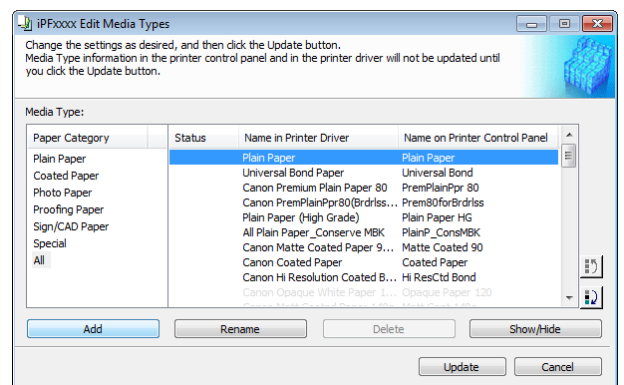 iPFxxxx Edit Media Types
Change the settings as desired, and then click the Update button.
Media Type information in the printer control panel and in the printer driver will not be updated until
you click the Update button.
Media Type:
Paper Category Status Name in Printer Driver Name on Printer Control Panel
Plain Paper Plain Paper Plain Paper
Coated Paper Universal Bond Paper Universal Bond
Photo Paper Canon Premium Plain Paper 80 PremPlainPpr 80
Proofing Paper Canon PremPlainPpr80(Brdrlss... Prem80forBrdrlss
Sign/CAD Paper Plain Paper (High Grade) Plain Paper HG
Special All Plain Paper_Conserve MBK PlainP_ConsMBK
All Canon Matte Coated Paper 9... Matte Coated 90
Canon Coated Paper Coated Paper
Canon Hi Resolution Coated B... Hi ResCtd Bond
Canon Opaque White Paper 1... Opaque Paper 120
Add Rename Delete Show/Hide
Update Cancel